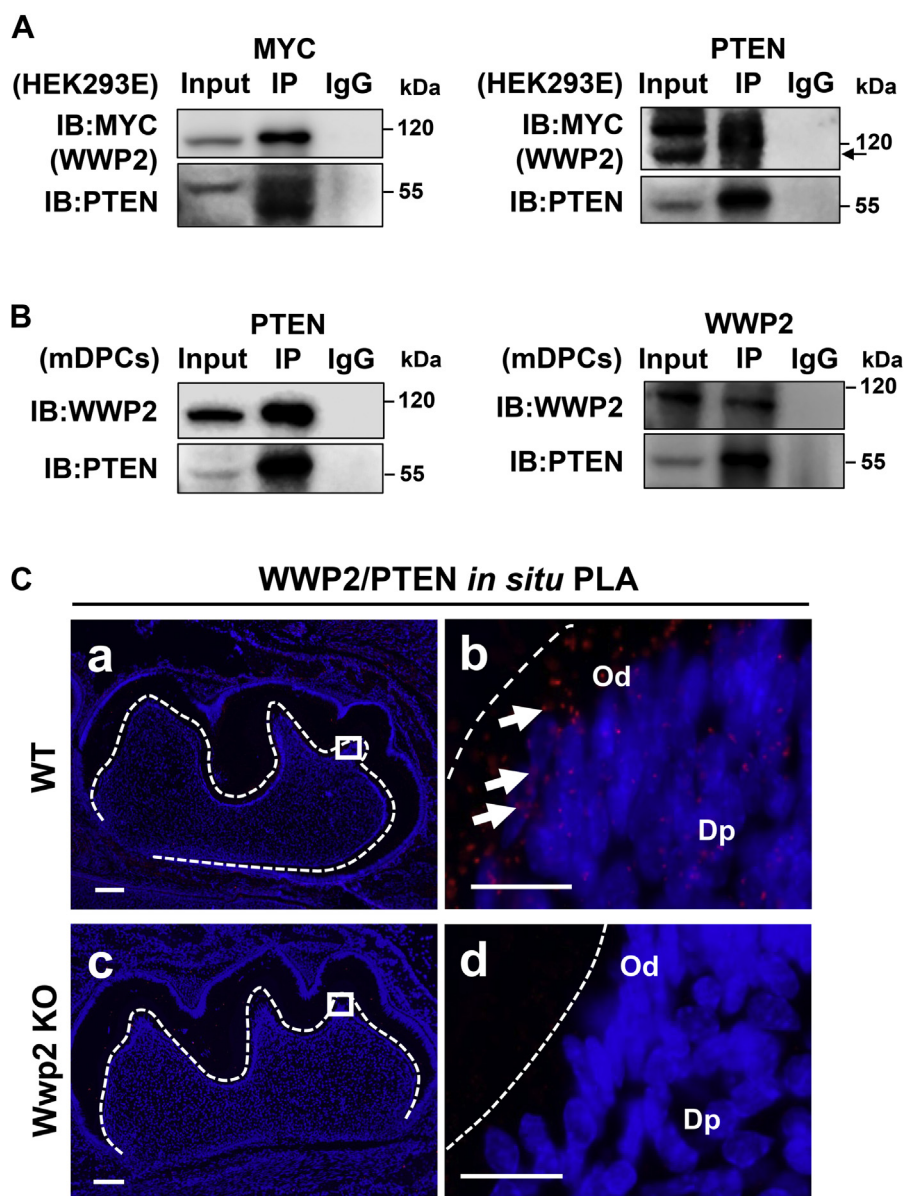 A
MYC
(HEK293E) Input IP IgG kDa
IB:MYC
(WWP2)
120
IB:PTEN
55
PTEN
(HEK293E) Input IP IgG kDa
IB:MYC
(WWP2)
120
IB:PTEN
55
B
PTEN
(mDPCs) Input IP IgG kDa
IB:WWP2
120
IB:PTEN
55
WWP2
(mDPCs) Input IP IgG kDa
IB:WWP2
120
IB:PTEN
55
C
WWP2/PTEN in situ PLA
WT
a
b
Od
Dp
Wwp2 KO
c
d
Od
Dp